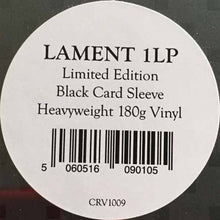 LAMENT 1LP
Limited Edition
Black Card Sleeve
Heavyweight 180g Vinyl
5 060516 090105
CRV1009